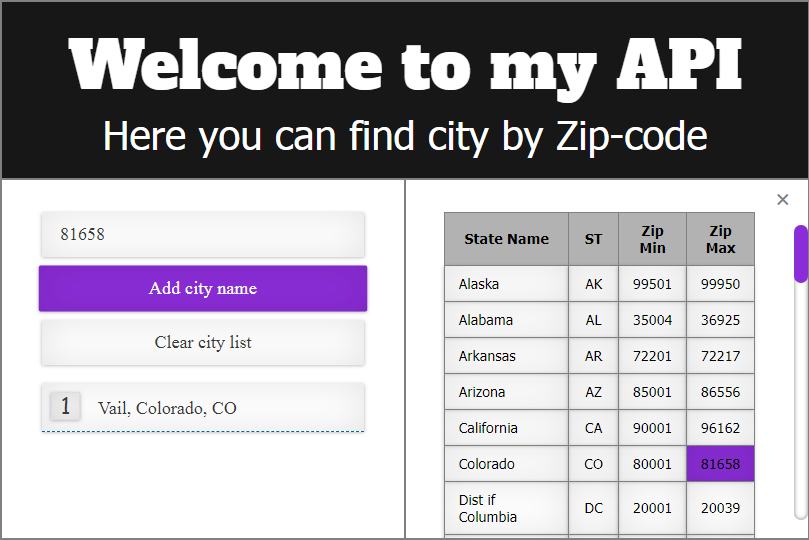 Welcome to my API
Here you can find city by Zip-code
81658
Add city name
Clear city list
1 Vail, Colorado, CO
×
State Name ST Zip Min Zip Max
Alaska AK 99501 99950
Alabama AL 35004 36925
Arkansas AR 72201 72217
Arizona AZ 85001 86556
California CA 90001 96162
Colorado CO 80001 81658
Dist if Columbia DC 20001 20039